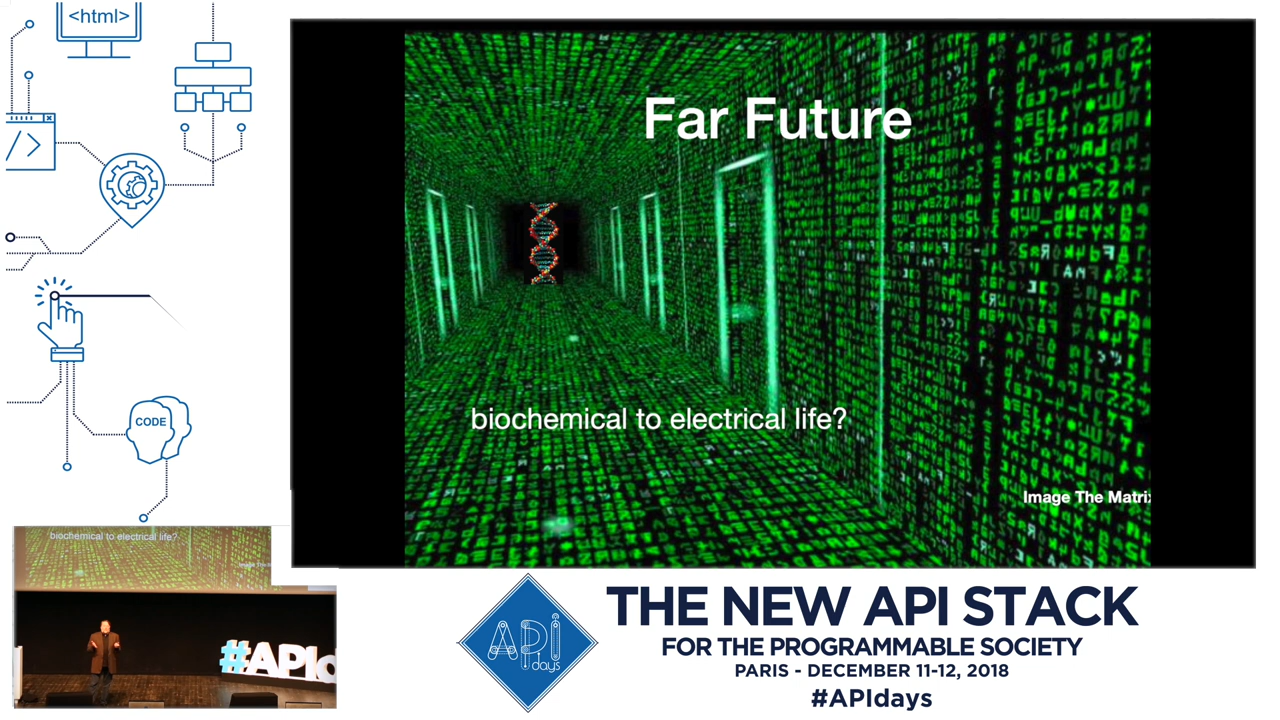 <html>
</>
CODE
Far Future
biochemical to electrical life?
Image The Matrix
biochemical to electrical life?
#APId
APi
days
THE NEW API STACK
FOR THE PROGRAMMABLE SOCIETY
PARIS - DECEMBER 11-12, 2018
#APIdays